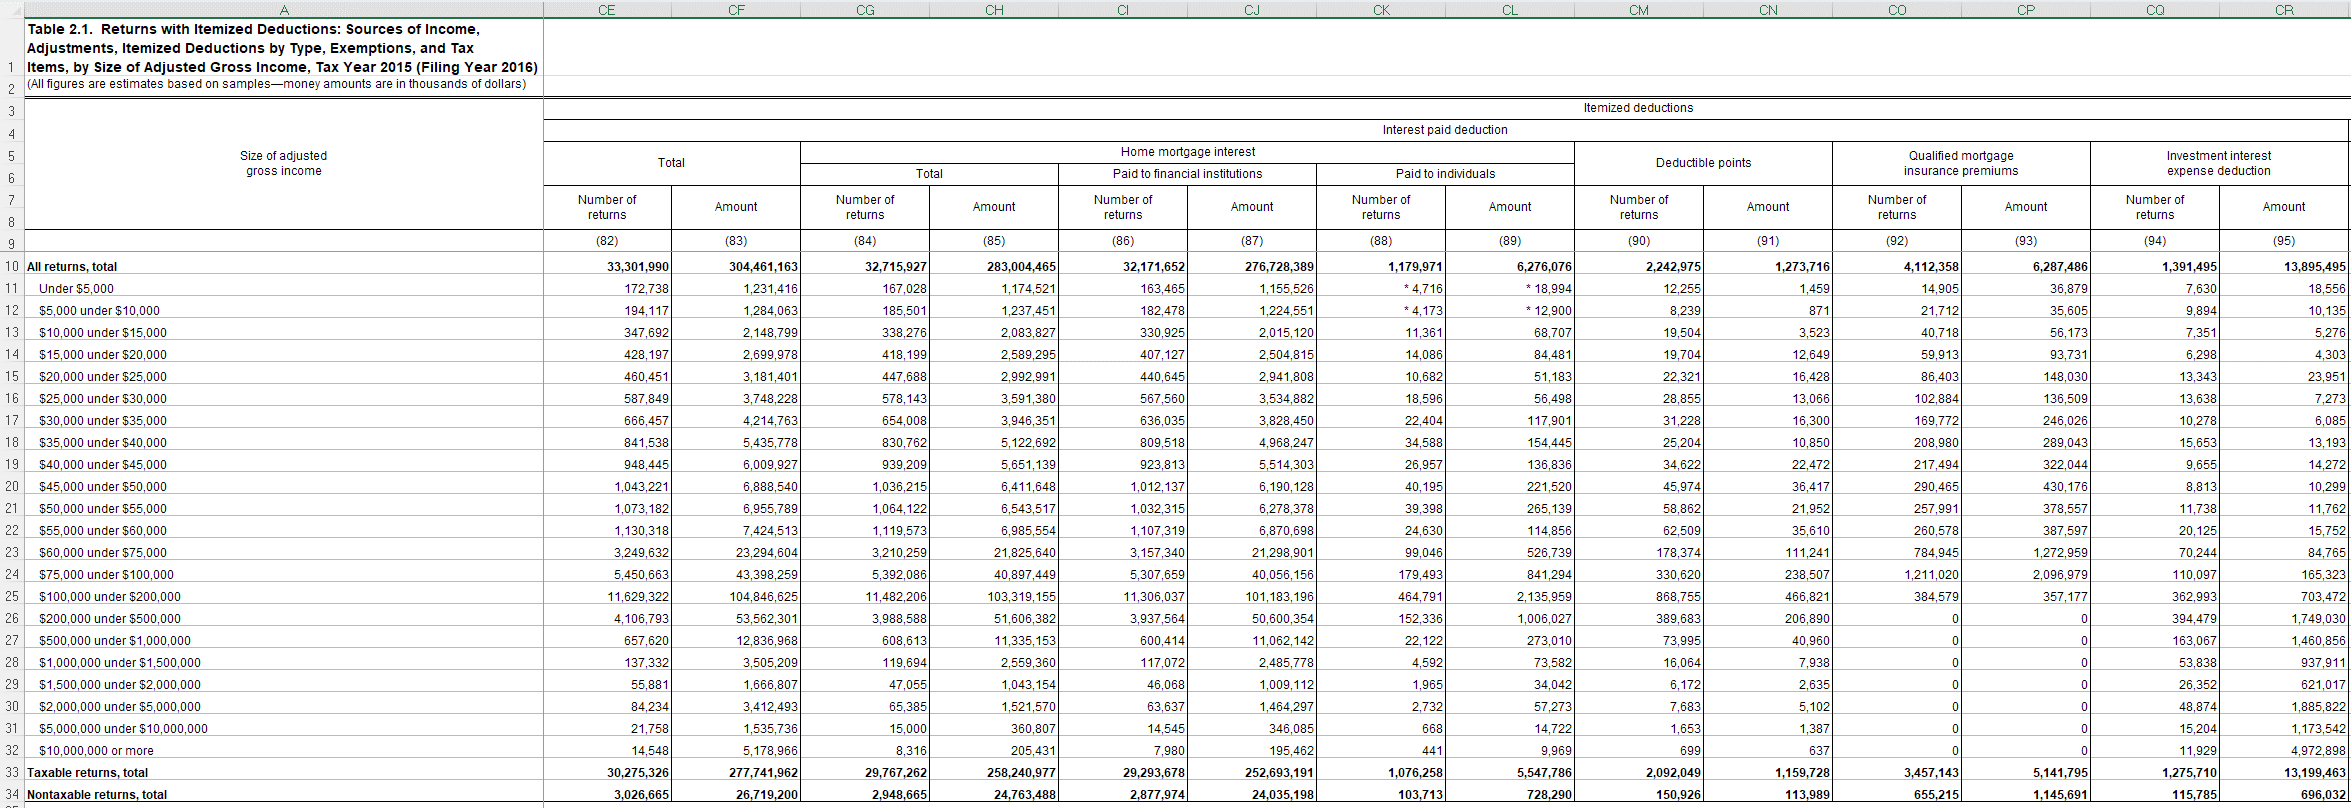 A CE CF CG CH CI CJ CK CL CM CN CO CP CQ CR
Table 2.1. Returns with Itemized Deductions: Sources of Income,
Adjustments, Itemized Deductions by Type, Exemptions, and Tax
1 Items, by Size of Adjusted Gross Income, Tax Year 2015 (Filing Year 2016)
2 (All figures are estimates based on samples—money amounts are in thousands of dollars)
3 Itemized deductions
4 Interest paid deduction
5 Size of adjusted Total Home mortgage interest Deductible points Qualified mortgage Investment interest
6 gross income Total Paid to financial institutions Paid to individuals insurance premiums expense deduction
7 Number of Amount Number of Amount Number of Amount Number of Amount Number of Amount Number of Amount Number of Amount
8 returns returns returns returns returns returns returns
9 (82) (83) (84) (85) (86) (87) (88) (89) (90) (91) (92) (93) (94) (95)
10 All returns, total 33,301,990 304,461,163 32,715,927 283,004,465 32,171,652 276,728,389 1,179,971 6,276,076 2,242,975 1,273,716 4,112,358 6,287,486 1,391,495 13,895,495
11 Under $5,000 172,738 1,231,416 167,028 1,174,521 163,465 1,155,526 * 4,716 * 18,994 12,255 1,459 14,905 36,879 7,630 18,556
12 $5,000 under $10,000 194,117 1,284,063 185,501 1,237,451 182,478 1,224,551 * 4,173 * 12,900 8,239 871 21,712 35,605 9,894 10,135
13 $10,000 under $15,000 347,692 2,148,799 338,276 2,083,827 330,925 2,015,120 11,361 68,707 19,504 3,523 40,718 56,173 7,351 5,276
14 $15,000 under $20,000 428,197 2,699,978 418,199 2,589,295 407,127 2,504,815 14,086 84,481 19,704 12,649 59,913 93,731 6,298 4,303
15 $20,000 under $25,000 460,451 3,181,401 447,688 2,992,991 440,645 2,941,808 10,682 51,183 22,321 16,428 86,403 148,030 13,343 23,951
16 $25,000 under $30,000 587,849 3,748,228 578,143 3,591,380 567,560 3,534,882 18,596 56,498 28,855 13,066 102,884 136,509 13,638 7,273
17 $30,000 under $35,000 666,457 4,214,763 654,008 3,946,351 636,035 3,828,450 22,404 117,901 31,228 16,300 169,772 246,026 10,278 6,085
18 $35,000 under $40,000 841,538 5,435,778 830,762 5,122,692 809,518 4,968,247 34,588 154,445 25,204 10,850 208,980 289,043 15,653 13,193
19 $40,000 under $45,000 948,445 6,009,927 939,209 5,651,139 923,813 5,514,303 26,957 136,836 34,622 22,472 217,494 322,044 9,655 14,272
20 $45,000 under $50,000 1,043,221 6,888,540 1,036,215 6,411,648 1,012,137 6,190,128 40,195 221,520 45,974 36,417 290,465 430,176 8,813 10,299
21 $50,000 under $55,000 1,073,182 6,955,789 1,064,122 6,543,517 1,032,315 6,278,378 39,398 265,139 58,862 21,952 257,991 378,557 11,738 11,762
22 $55,000 under $60,000 1,130,318 7,424,513 1,119,573 6,985,554 1,107,319 6,870,698 24,630 114,856 62,509 35,610 260,578 387,597 20,125 15,752
23 $60,000 under $75,000 3,249,632 23,294,604 3,210,259 21,825,640 3,157,340 21,298,901 99,046 526,739 178,374 111,241 784,945 1,272,959 70,244 84,765
24 $75,000 under $100,000 5,450,663 43,398,259 5,392,086 40,897,449 5,307,659 40,056,156 179,493 841,294 330,620 238,507 1,211,020 2,096,979 110,097 165,323
25 $100,000 under $200,000 11,629,322 104,846,625 11,482,206 103,319,155 11,306,037 101,183,196 464,791 2,135,959 868,755 466,821 384,579 357,177 362,993 703,472
26 $200,000 under $500,000 4,106,793 53,562,301 3,988,588 51,606,382 3,937,564 50,600,354 152,336 1,006,027 389,683 206,890 0 0 394,479 1,749,030
27 $500,000 under $1,000,000 657,620 12,836,968 608,613 11,335,153 600,414 11,062,142 22,122 273,010 73,995 40,960 0 0 163,067 1,460,856
28 $1,000,000 under $1,500,000 137,332 3,505,209 119,694 2,559,360 117,072 2,485,778 4,592 73,582 16,064 7,938 0 0 53,838 937,911
29 $1,500,000 under $2,000,000 55,881 1,666,807 47,055 1,043,154 46,068 1,009,112 1,965 34,042 6,172 2,635 0 0 26,352 621,017
30 $2,000,000 under $5,000,000 84,234 3,412,493 65,385 1,521,570 63,637 1,464,297 2,732 57,273 7,683 5,102 0 0 48,874 1,885,822
31 $5,000,000 under $10,000,000 21,758 1,535,736 15,000 360,807 14,545 346,085 668 14,722 1,653 1,387 0 0 15,204 1,173,542
32 $10,000,000 or more 14,548 5,178,966 8,316 205,431 7,980 195,462 441 9,969 699 637 0 0 11,929 4,972,898
33 Taxable returns, total 30,275,326 277,741,962 29,767,262 258,240,977 29,293,678 252,693,191 1,076,258 5,547,786 2,092,049 1,159,728 3,457,143 5,141,795 1,275,710 13,199,463
34 Nontaxable returns, total 3,026,665 26,719,200 2,948,665 24,763,488 2,877,974 24,035,198 103,713 728,290 150,926 113,989 655,215 1,145,691 115,785 696,032